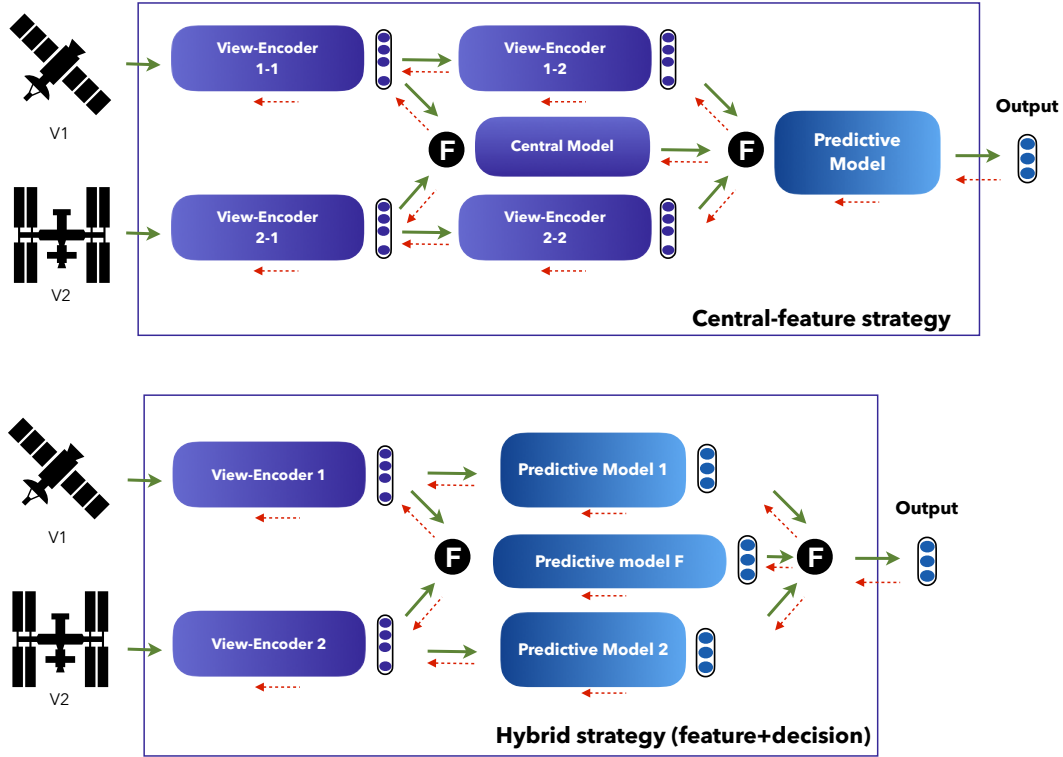 View-Encoder
1-1
View-Encoder
1-2
V1
F
Central Model
F
Predictive
Model
Output
View-Encoder
2-1
View-Encoder
2-2
V2
Central-feature strategy
View-Encoder 1
Predictive Model 1
V1
F
Predictive model F
F
Output
View-Encoder 2
Predictive Model 2
V2
Hybrid strategy (feature+decision)